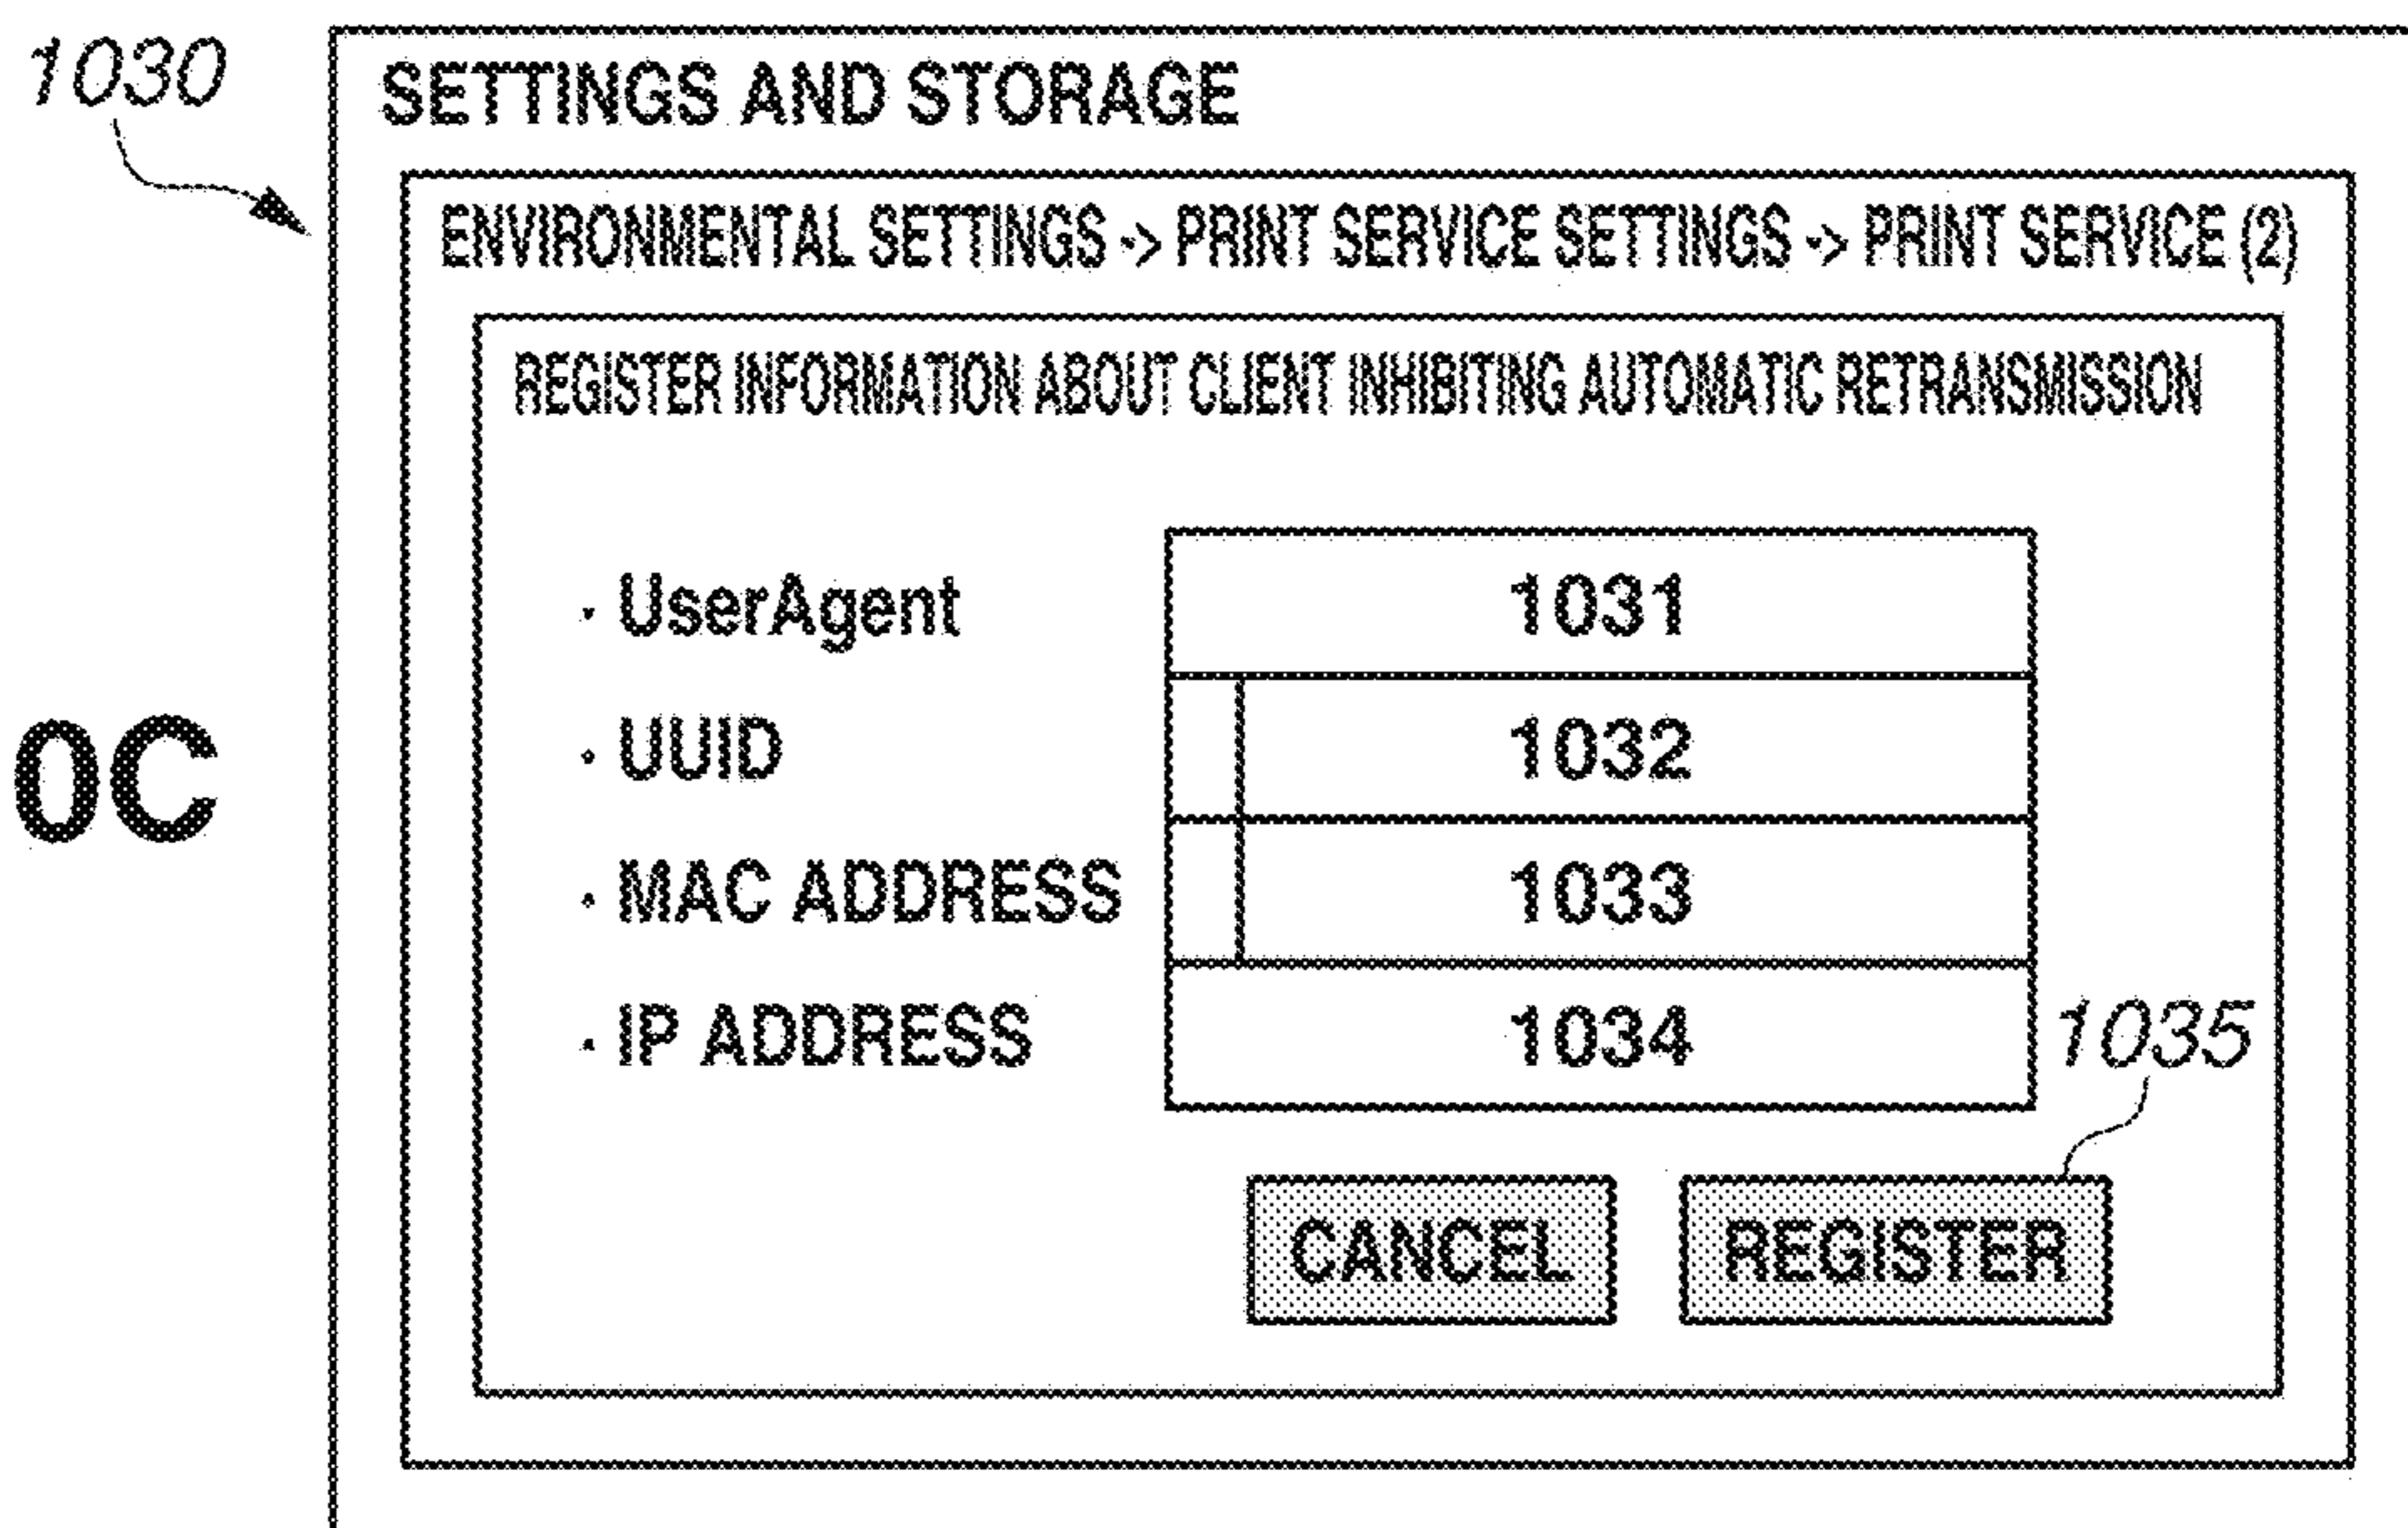 1030
SETTINGS AND STORAGE
ENVIRONMENTAL SETTINGS -> PRINT SERVICE SETTINGS -> PRINT SERVICE (2)
REGISTER INFORMATION ABOUT CLIENT INHIBITING AUTOMATIC RETRANSMISSION
· UserAgent 1031
0C
· UUID 1032
· MAC ADDRESS 1033
· IP ADDRESS 1034
1035
CANCEL REGISTER